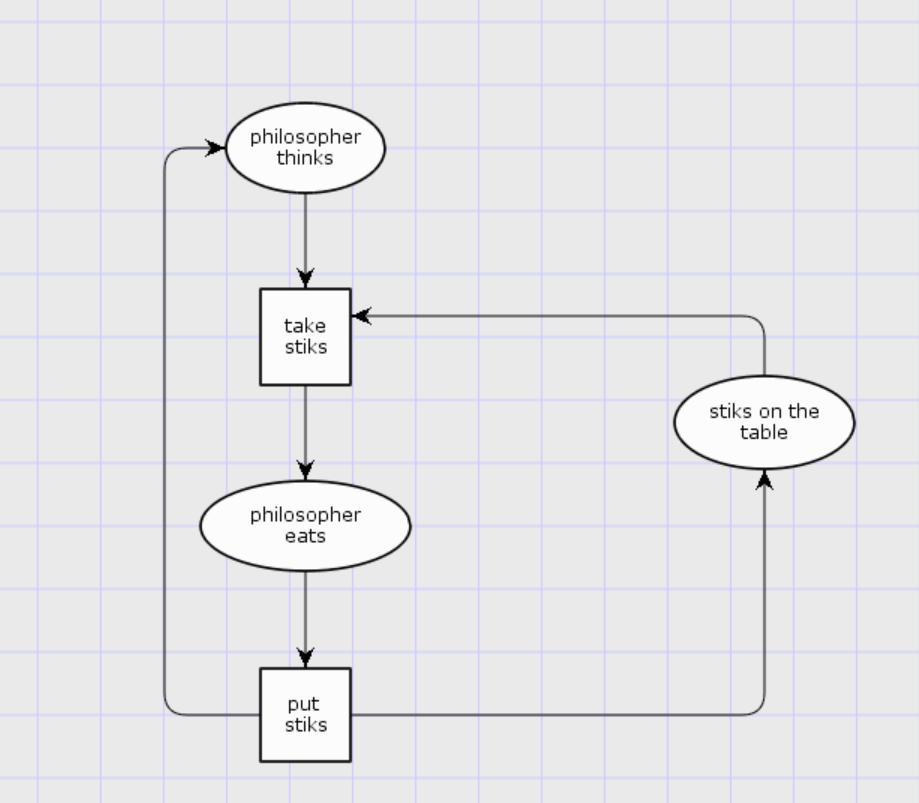 philosopher
thinks
take
stiks
stiks on the
table
philosopher
eats
put
stiks